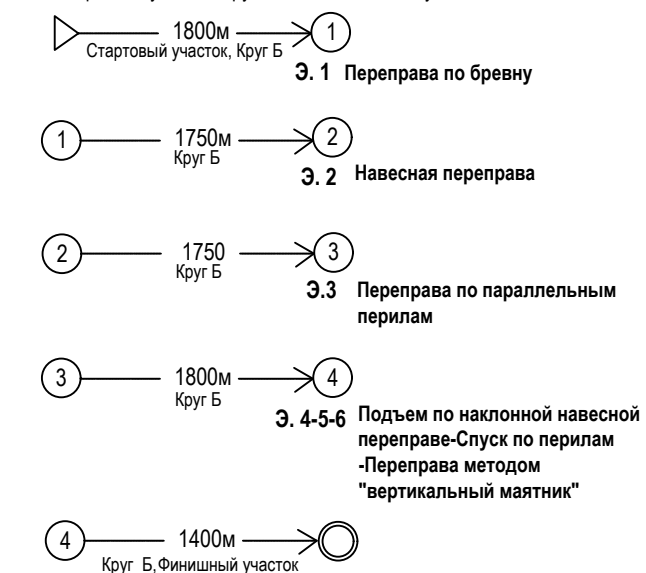 1800м 1
Стартовый участок, Круг Б
Э. 1 Переправа по бревну
1 1750м 2
Круг Б
Э. 2 Навесная переправа
2 1750 3
Круг Б
Э.3 Переправа по параллельным
перилам
3 1800м 4
Круг Б
Э. 4-5-6 Подъем по наклонной навесной
переправе-Спуск по перилам
-Переправа методом
"вертикальный маятник"
4 1400м
Круг Б,Финишный участок